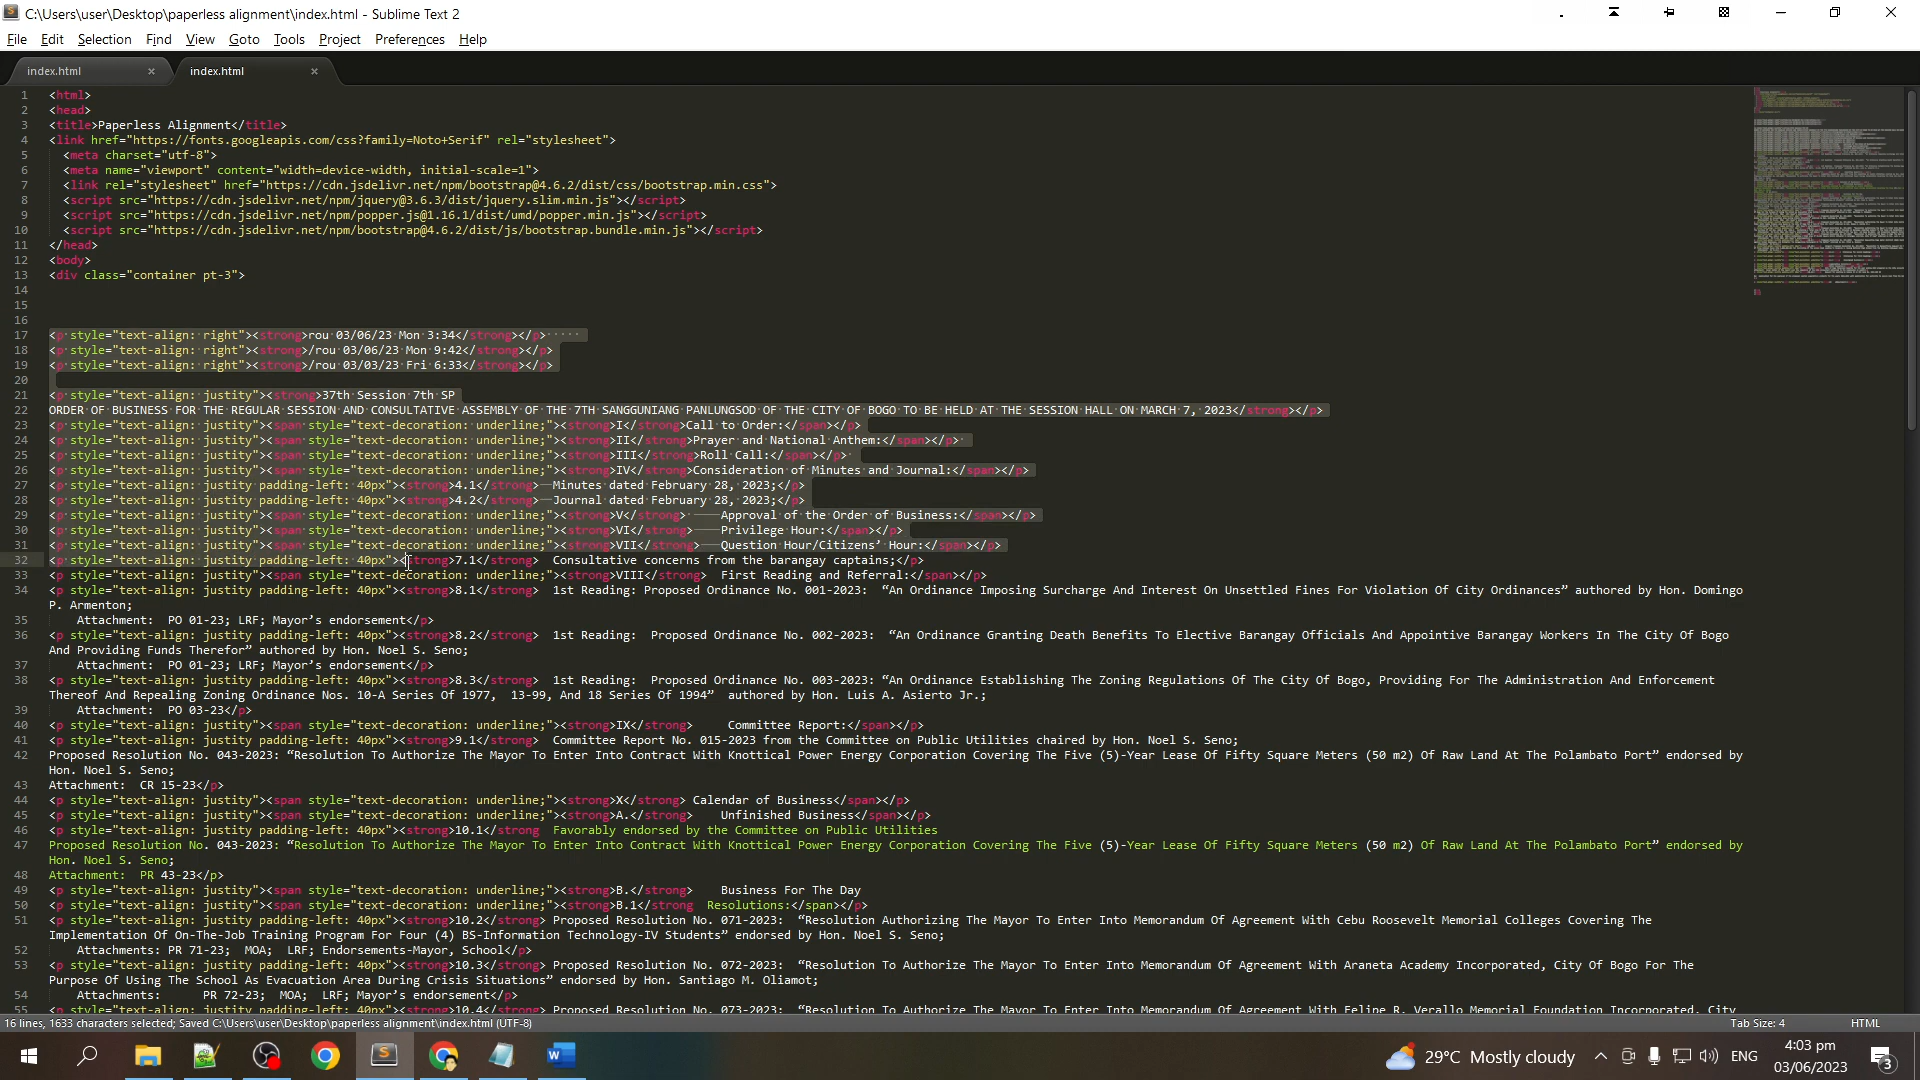 C:\Users\user\Desktop\paperless alignment\index.html - Sublime Text 2
File Edit Selection Find View Goto Tools Project Preferences Help
index.html × index.html ×
1 <html>
2 <head>
3 <title>Paperless Alignment</title>
4 <link href="https://fonts.googleapis.com/css?family=Noto+Serif" rel="stylesheet">
5 <meta charset="utf-8">
6 <meta name="viewport" content="width=device-width, initial-scale=1">
7 <link rel="stylesheet" href="https://cdn.jsdelivr.net/npm/bootstrap@4.6.2/dist/css/bootstrap.min.css">
8 <script src="https://cdn.jsdelivr.net/npm/jquery@3.6.3/dist/jquery.slim.min.js"></script>
9 <script src="https://cdn.jsdelivr.net/npm/popper.js@1.16.1/dist/umd/popper.min.js"></script>
10 <script src="https://cdn.jsdelivr.net/npm/bootstrap@4.6.2/dist/js/bootstrap.bundle.min.js"></script>
11 </head>
12 <body>
13 <div class="container pt-3">
14
15
16
17 <p style="text-align: right"><strong>rou 03/06/23 Mon 3:34</strong></p>
18 <p style="text-align: right"><strong>/rou 03/06/23 Mon 9:42</strong></p>
19 <p style="text-align: right"><strong>/rou 03/03/23 Fri 6:33</strong></p>
20
21 <p style="text-align: justity"><strong>37th Session 7th SP
22 ORDER OF BUSINESS FOR THE REGULAR SESSION AND CONSULTATIVE ASSEMBLY OF THE 7TH SANGGUNIANG PANLUNGSOD OF THE CITY OF BOGO TO BE HELD AT THE SESSION HALL ON MARCH 7, 2023</strong></p>
23 <p style="text-align: justity"><span style="text-decoration: underline;"><strong>I</strong>Call to Order:</span></p>
24 <p style="text-align: justity"><span style="text-decoration: underline;"><strong>II</strong>Prayer and National Anthem:</span></p>
25 <p style="text-align: justity"><span style="text-decoration: underline;"><strong>III</strong>Roll Call:</span></p>
26 <p style="text-align: justity"><span style="text-decoration: underline;"><strong>IV</strong>Consideration of Minutes and Journal:</span></p>
27 <p style="text-align: justity padding-left: 40px"><strong>4.1</strong> Minutes dated February 28, 2023;</p>
28 <p style="text-align: justity padding-left: 40px"><strong>4.2</strong> Journal dated February 28, 2023;</p>
29 <p style="text-align: justity"><span style="text-decoration: underline;"><strong>V</strong> Approval of the Order of Business:</span></p>
30 <p style="text-align: justity"><span style="text-decoration: underline;"><strong>VI</strong> Privilege Hour:</span></p>
31 <p style="text-align: justity"><span style="text-decoration: underline;"><strong>VII</strong> Question Hour/Citizens’ Hour:</span></p>
32 <p style="text-align: justity padding-left: 40px"><strong>7.1</strong> Consultative concerns from the barangay captains;</p>
33 <p style="text-align: justity"><span style="text-decoration: underline;"><strong>VIII</strong> First Reading and Referral:</span></p>
34 <p style="text-align: justity padding-left: 40px"><strong>8.1</strong> 1st Reading: Proposed Ordinance No. 001-2023: “An Ordinance Imposing Surcharge And Interest On Unsettled Fines For Violation Of City Ordinances” authored by Hon. Domingo
P. Armenton;
35 Attachment: PO 01-23; LRF; Mayor’s endorsement</p>
36 <p style="text-align: justity padding-left: 40px"><strong>8.2</strong> 1st Reading: Proposed Ordinance No. 002-2023: “An Ordinance Granting Death Benefits To Elective Barangay Officials And Appointive Barangay Workers In The City Of Bogo
And Providing Funds Therefor” authored by Hon. Noel S. Seno;
37 Attachment: PO 01-23; LRF; Mayor’s endorsement</p>
38 <p style="text-align: justity padding-left: 40px"><strong>8.3</strong> 1st Reading: Proposed Ordinance No. 003-2023: “An Ordinance Establishing The Zoning Regulations Of The City Of Bogo, Providing For The Administration And Enforcement
Thereof And Repealing Zoning Ordinance Nos. 10-A Series Of 1977, 13-99, And 18 Series Of 1994” authored by Hon. Luis A. Asierto Jr.;
39 Attachment: PO 03-23</p>
40 <p style="text-align: justity"><span style="text-decoration: underline;"><strong>IX</strong> Committee Report:</span></p>
41 <p style="text-align: justity padding-left: 40px"><strong>9.1</strong> Committee Report No. 015-2023 from the Committee on Public Utilities chaired by Hon. Noel S. Seno;
42 Proposed Resolution No. 043-2023: “Resolution To Authorize The Mayor To Enter Into Contract With Knottical Power Energy Corporation Covering The Five (5)-Year Lease Of Fifty Square Meters (50 m2) Of Raw Land At The Polambato Port” endorsed by
Hon. Noel S. Seno;
43 Attachment: CR 15-23</p>
44 <p style="text-align: justity"><span style="text-decoration: underline;"><strong>X</strong> Calendar of Business</span></p>
45 <p style="text-align: justity"><span style="text-decoration: underline;"><strong>A.</strong> Unfinished Business</span></p>
46 <p style="text-align: justity padding-left: 40px"><strong>10.1</strong Favorably endorsed by the Committee on Public Utilities
47 Proposed Resolution No. 043-2023: “Resolution To Authorize The Mayor To Enter Into Contract With Knottical Power Energy Corporation Covering The Five (5)-Year Lease Of Fifty Square Meters (50 m2) Of Raw Land At The Polambato Port” endorsed by
Hon. Noel S. Seno;
48 Attachment: PR 43-23</p>
49 <p style="text-align: justity"><span style="text-decoration: underline;"><strong>B.</strong> Business For The Day
50 <p style="text-align: justity"><span style="text-decoration: underline;"><strong>B.1</strong Resolutions:</span></p>
51 <p style="text-align: justity padding-left: 40px"><strong>10.2</strong> Proposed Resolution No. 071-2023: “Resolution Authorizing The Mayor To Enter Into Memorandum Of Agreement With Cebu Roosevelt Memorial Colleges Covering The
Implementation Of On-The-Job Training Program For Four (4) BS-Information Technology-IV Students” endorsed by Hon. Noel S. Seno;
52 Attachments: PR 71-23; MOA; LRF; Endorsements-Mayor, School</p>
53 <p style="text-align: justity padding-left: 40px"><strong>10.3</strong> Proposed Resolution No. 072-2023: “Resolution To Authorize The Mayor To Enter Into Memorandum Of Agreement With Araneta Academy Incorporated, City Of Bogo For The
Purpose Of Using The School As Evacuation Area During Crisis Situations” endorsed by Hon. Santiago M. Oliamot;
54 Attachments: PR 72-23; MOA; LRF; Mayor’s endorsement</p>
55 <p style="text-align: justity padding-left: 40px"><strong>10.4</strong> Proposed Resolution No. 073-2023: “Resolution To Authorize The Mayor To Enter Into Memorandum Of Agreement With Felipe R. Verallo Memorial Foundation Incorporated, City
16 lines, 1633 characters selected; Saved C:\Users\user\Desktop\paperless alignment\index.html (UTF-8) Tab Size: 4 HTML
29°C Mostly cloudy ENG 4:03 pm
03/06/2023
3